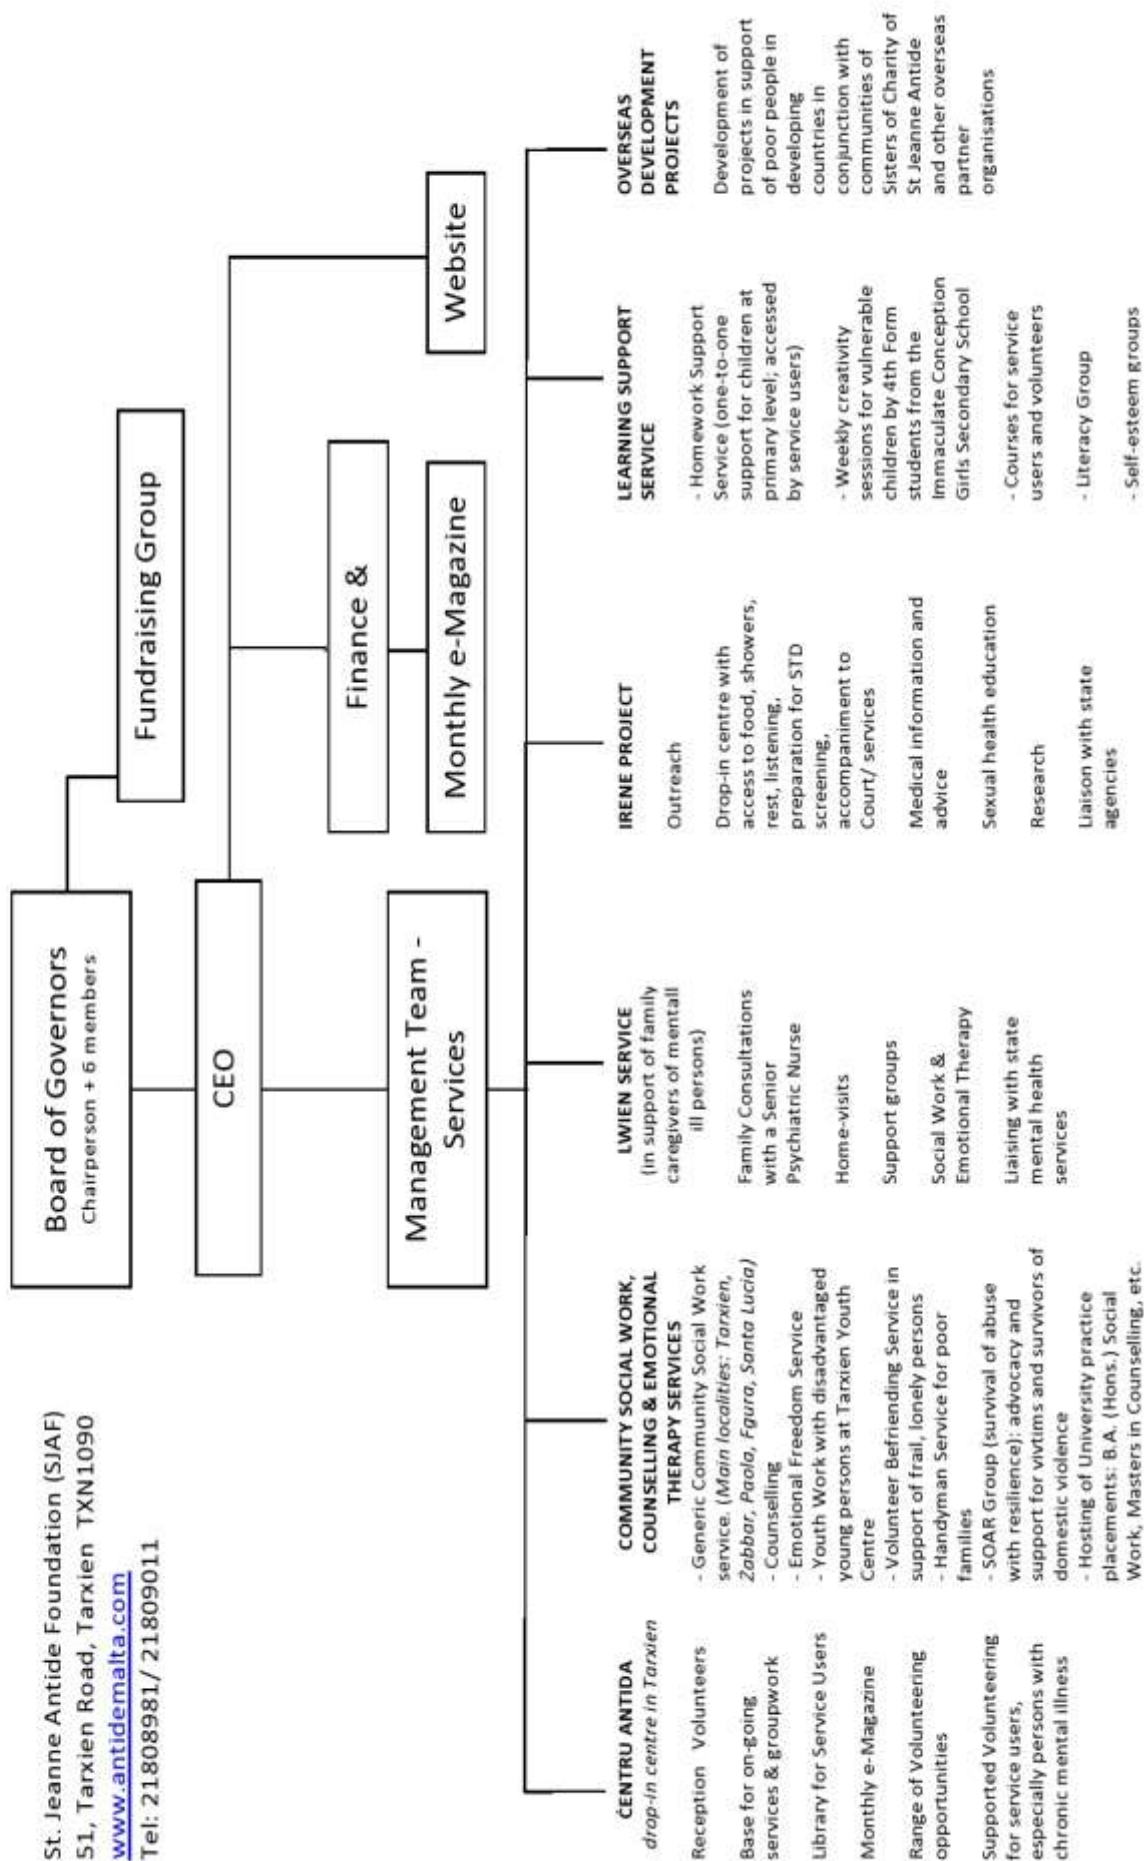 St. Jeanne Antide Foundation (SJAF)
51, Tarxien Road, Tarxien TXN1090
www.antidemalta.com
Tel: 21808981/ 21809011
Board of Governors
Chairperson + 6 members
Fundraising Group
CEO
Finance &
Management Team -
Services
Monthly e-Magazine
Website
ĊENTRU ANTIDA
drop-in centre in Tarxien
Reception Volunteers
Base for on-going
services & groupwork
Library for Service Users
Monthly e-Magazine
Range of Volunteering
opportunities
Supported Volunteering
for service users,
especially persons with
chronic mental illness
COMMUNITY SOCIAL WORK,
COUNSELLING & EMOTIONAL
THERAPY SERVICES
- Generic Community Social Work
service. (Main localities: Tarxien,
Zabbar, Paola, Fgura, Santa Lucia)
- Counselling
- Emotional Freedom Service
- Youth Work with disadvantaged
young persons at Tarxien Youth
Centre
- Volunteer Befriending Service in
support of frail, lonely persons
- Handyman Service for poor
families
- SOAR Group (survival of abuse
with resilience): advocacy and
support for vivtims and survivors of
domestic violence
- Hosting of University practice
placements: B.A. (Hons.) Social
Work, Masters in Counselling, etc.
LWIEN SERVICE
(in support of family
caregivers of mentall
ill persons)
Family Consultations
with a Senior
Psychiatric Nurse
Home-visits
Support groups
Social Work &
Emotional Therapy
Liaising with state
mental health
services
IRENE PROJECT
Outreach
Drop-in centre with
access to food, showers,
rest, listening,
preparation for STD
screening,
accompaniment to
Court/ services
Medical information and
advice
Sexual health education
Research
Liaison with state
agencies
LEARNING SUPPORT
SERVICE
- Homework Support
Service (one-to-one
support for children at
primary level; accessed
by service users)
- Weekly creativity
sessions for vulnerable
children by 4th Form
students from the
Immaculate Conception
Girls Secondary School
- Courses for service
users and volunteers
- Literacy Group
- Self-esteem groups
OVERSEAS
DEVELOPMENT
PROJECTS
Development of
projects in support
of poor people in
developing
countries in
conjunction with
communities of
Sisters of Charity of
St Jeanne Antide
and other overseas
partner
organisations